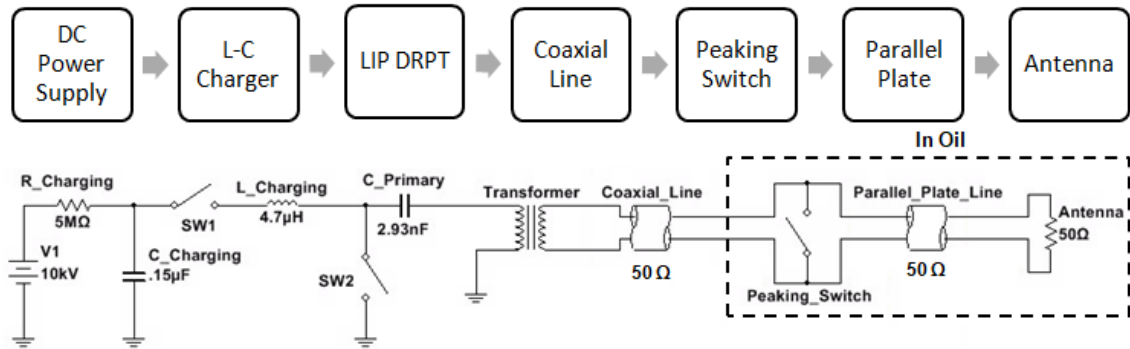 DC
Power
Supply
L-C
Charger
LIP DRPT
Coaxial
Line
Peaking
Switch
Parallel
Plate
Antenna
In Oil
R_Charging
5MΩ
SW1
L_Charging
4.7µH
C_Primary
2.93nF
Transformer
Coaxial_Line
50 Ω
Parallel_Plate_Line
50 Ω
Antenna
50Ω
V1
10kV
C_Charging
.15µF
SW2
Peaking_Switch